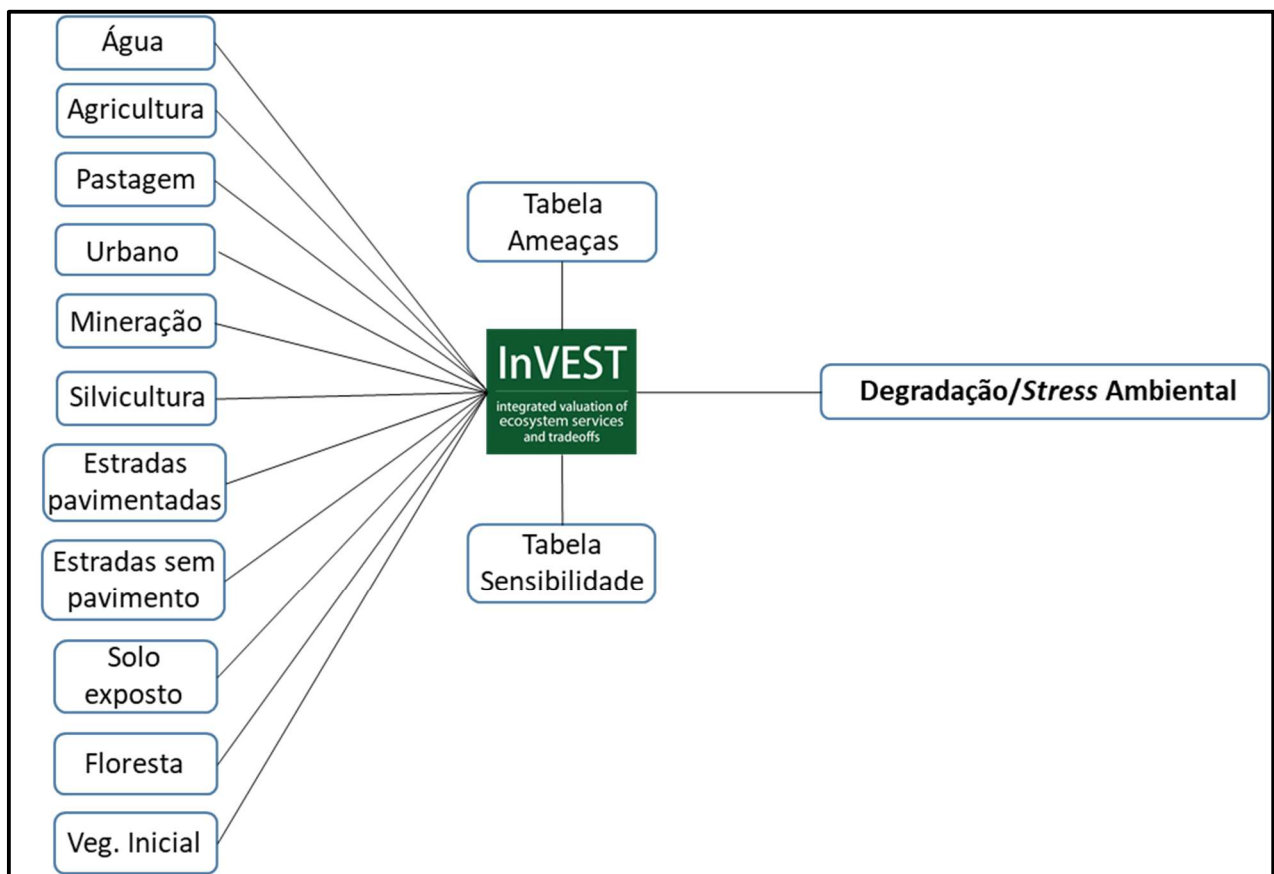 Água
Agricultura
Pastagem
Urbano
Mineração
Silvicultura
Estradas
pavimentadas
Estradas sem
pavimento
Solo
exposto
Floresta
Veg. Inicial
Tabela
Ameaças
InVEST
integrated valuation of
ecosystem services
and tradeoffs
Tabela
Sensibilidade
Degradação/Stress Ambiental